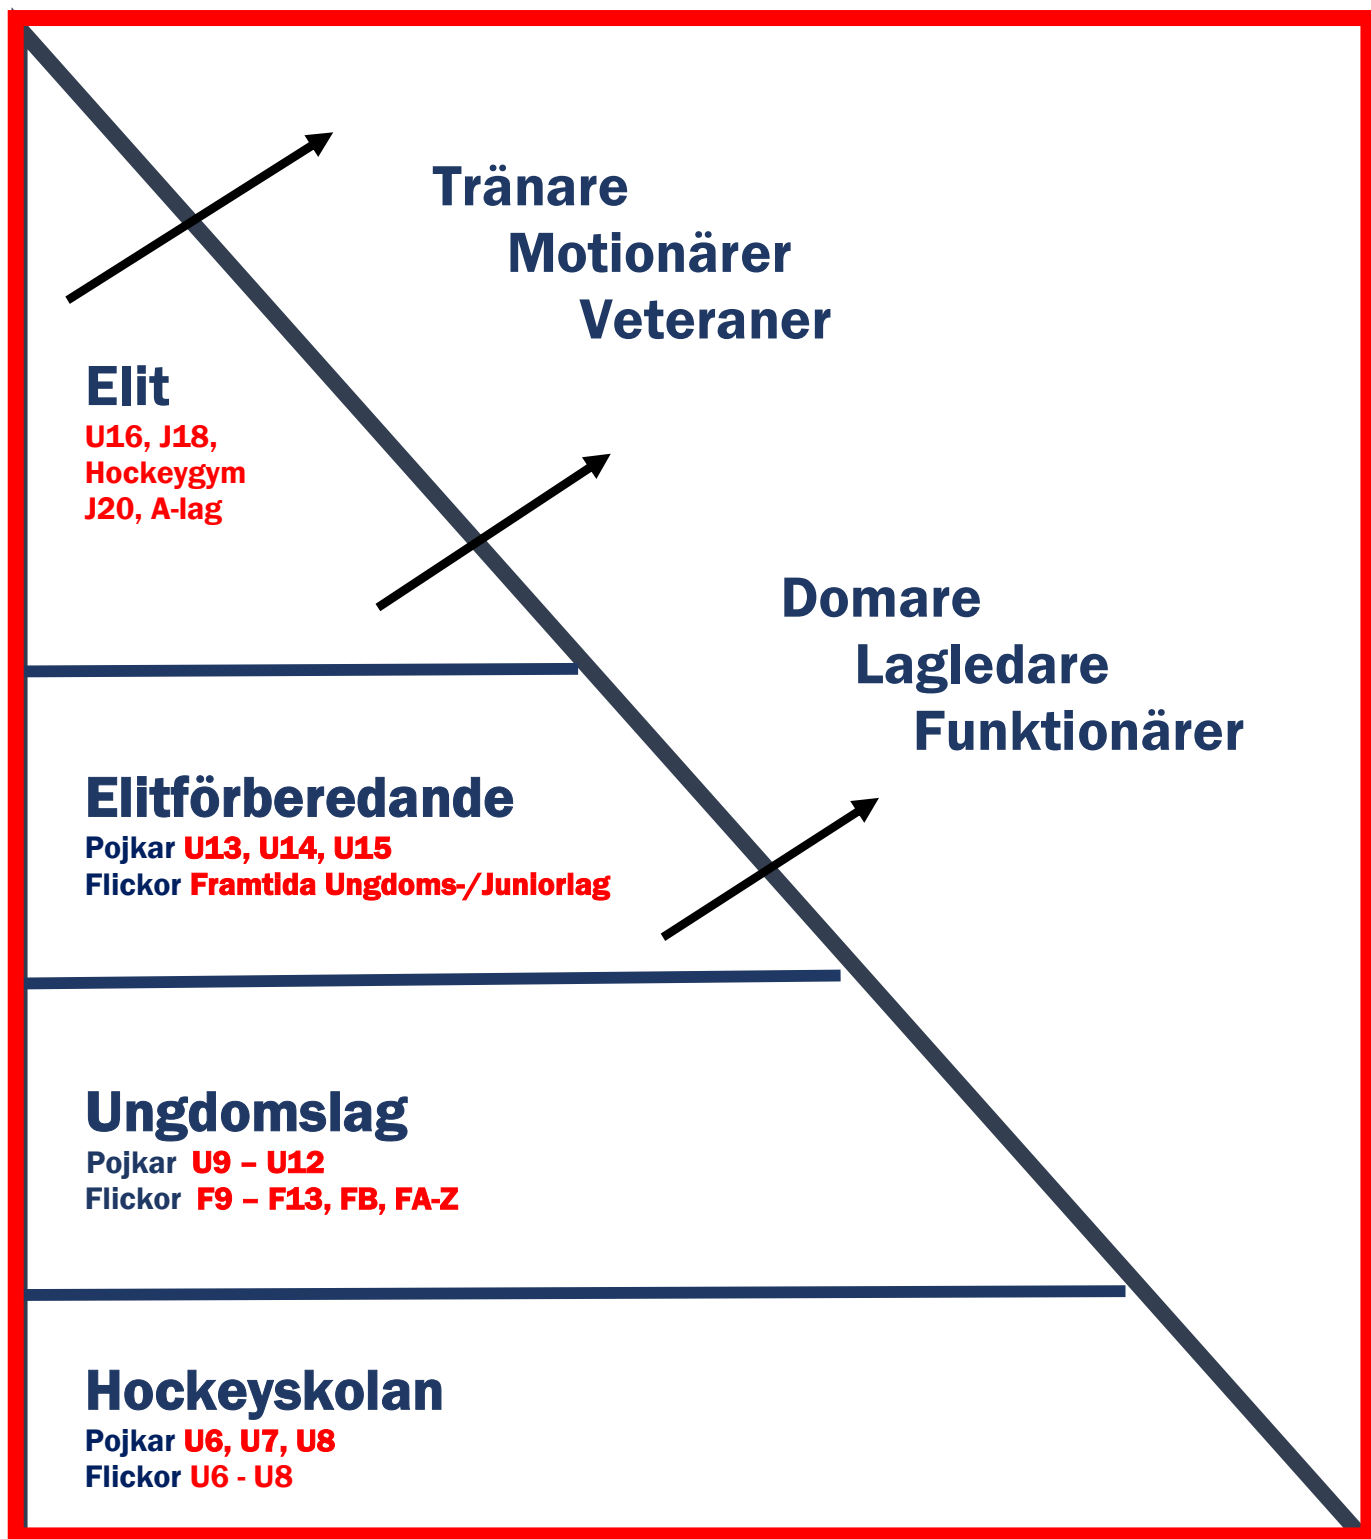 Tränare
Motionärer
Veteraner
Elit
U16, J18,
Hockeygym
J20, A-lag
Domare
Lagledare
Funktionärer
Elitförberedande
Pojkar U13, U14, U15
Flickor Framtida Ungdoms-/Juniorlag
Ungdomslag
Pojkar U9 – U12
Flickor F9 – F13, FB, FA-Z
Hockeyskolan
Pojkar U6, U7, U8
Flickor U6 - U8